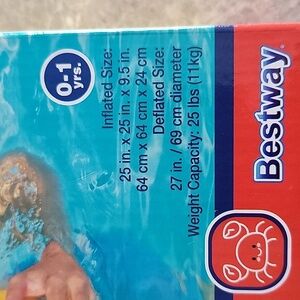 0-1
yrs.
Inflated Size:
25 in. x 25 in. x 9.5 in.
64 cm x 64 cm x 24 cm
Deflated Size:
27 in. / 69 cm diameter
Weight Capacity: 25 lbs (11kg)
Bestway